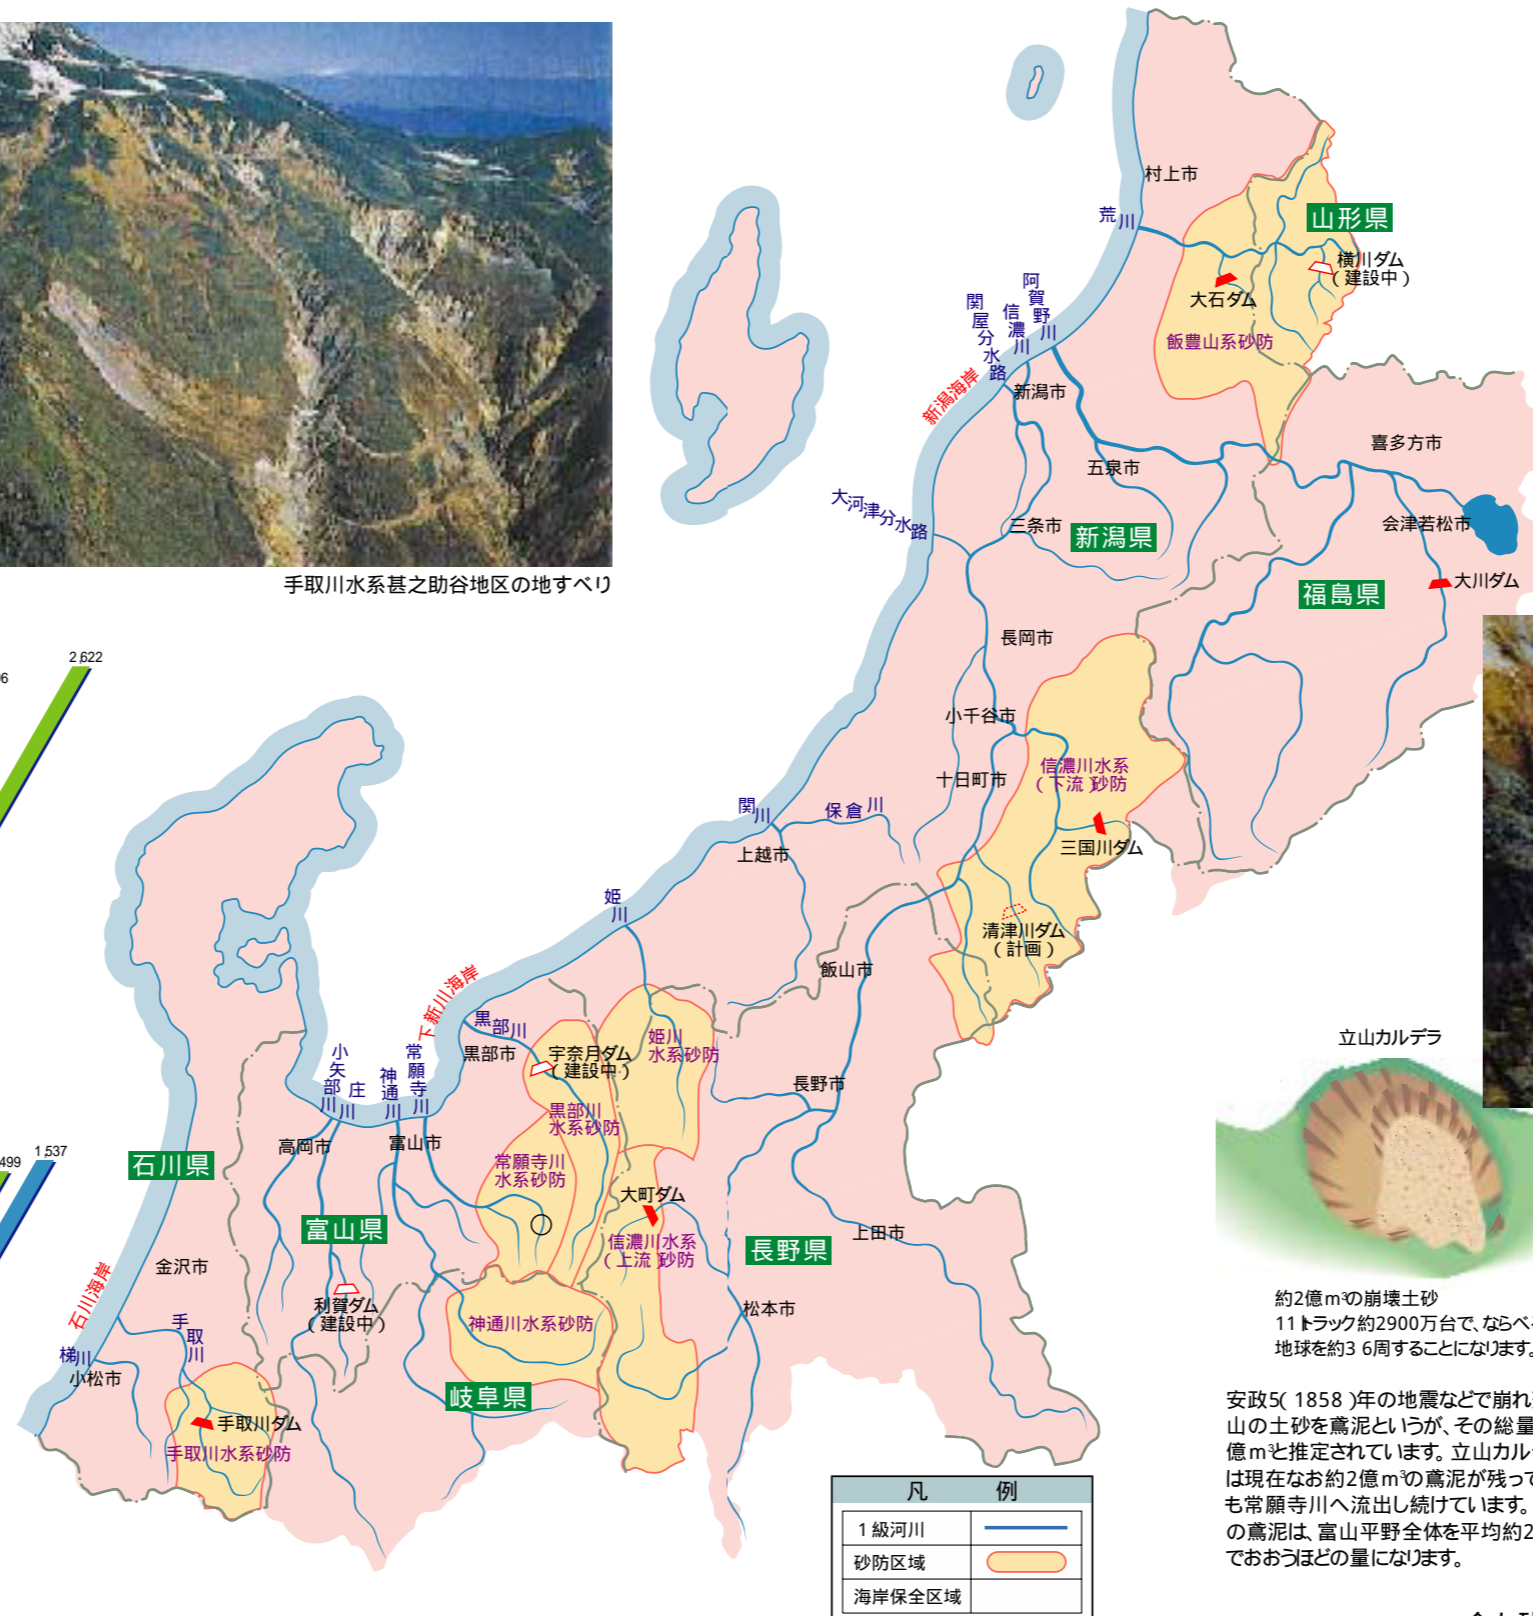 手取川水系甚之助谷地区の地すべり
2,622
499
1,537
村上市
荒川
山形県
横川ダム
(建設中)
大石ダム
飯豊山系砂防
阿賀野川
信濃川
関屋分水路
新潟海岸
新潟市
喜多方市
五泉市
大河津分水路
三条市
新潟県
会津若松市
大川ダム
福島県
長岡市
小千谷市
信濃川水系
(下流)砂防
十日町市
三国川ダム
関川
保倉川
上越市
姫川
清津川ダム
(計画)
飯山市
下新川海岸
黒部川
黒部市
宇奈月ダム
(建設中)
姫川
水系砂防
長野市
小矢部川
庄川
神通川
常願寺川
黒部川
水系砂防
高岡市
富山市
常願寺川
水系砂防
石川県
大町ダム
富山県
信濃川水系
(上流)砂防
長野県
上田市
金沢市
石川海岸
利賀ダム
(建設中)
松本市
手取川
神通川水系砂防
梯川
小松市
岐阜県
手取川ダム
手取川水系砂防
凡例
1級河川
砂防区域
海岸保全区域
立山カルデラ
約2億m³の崩壊土砂
11トラック約2900万台で、ならべ
地球を約3 6周することになります。
安政5(1858)年の地震などで崩れ
山の土砂を鳶泥というが、その総量
億m³と推定されています。立山カル
は現在なお約2億m³の鳶泥が残って
も常願寺川へ流出し続けています。
の鳶泥は、富山平野全体を平均約2
でおおうほどの量になります。